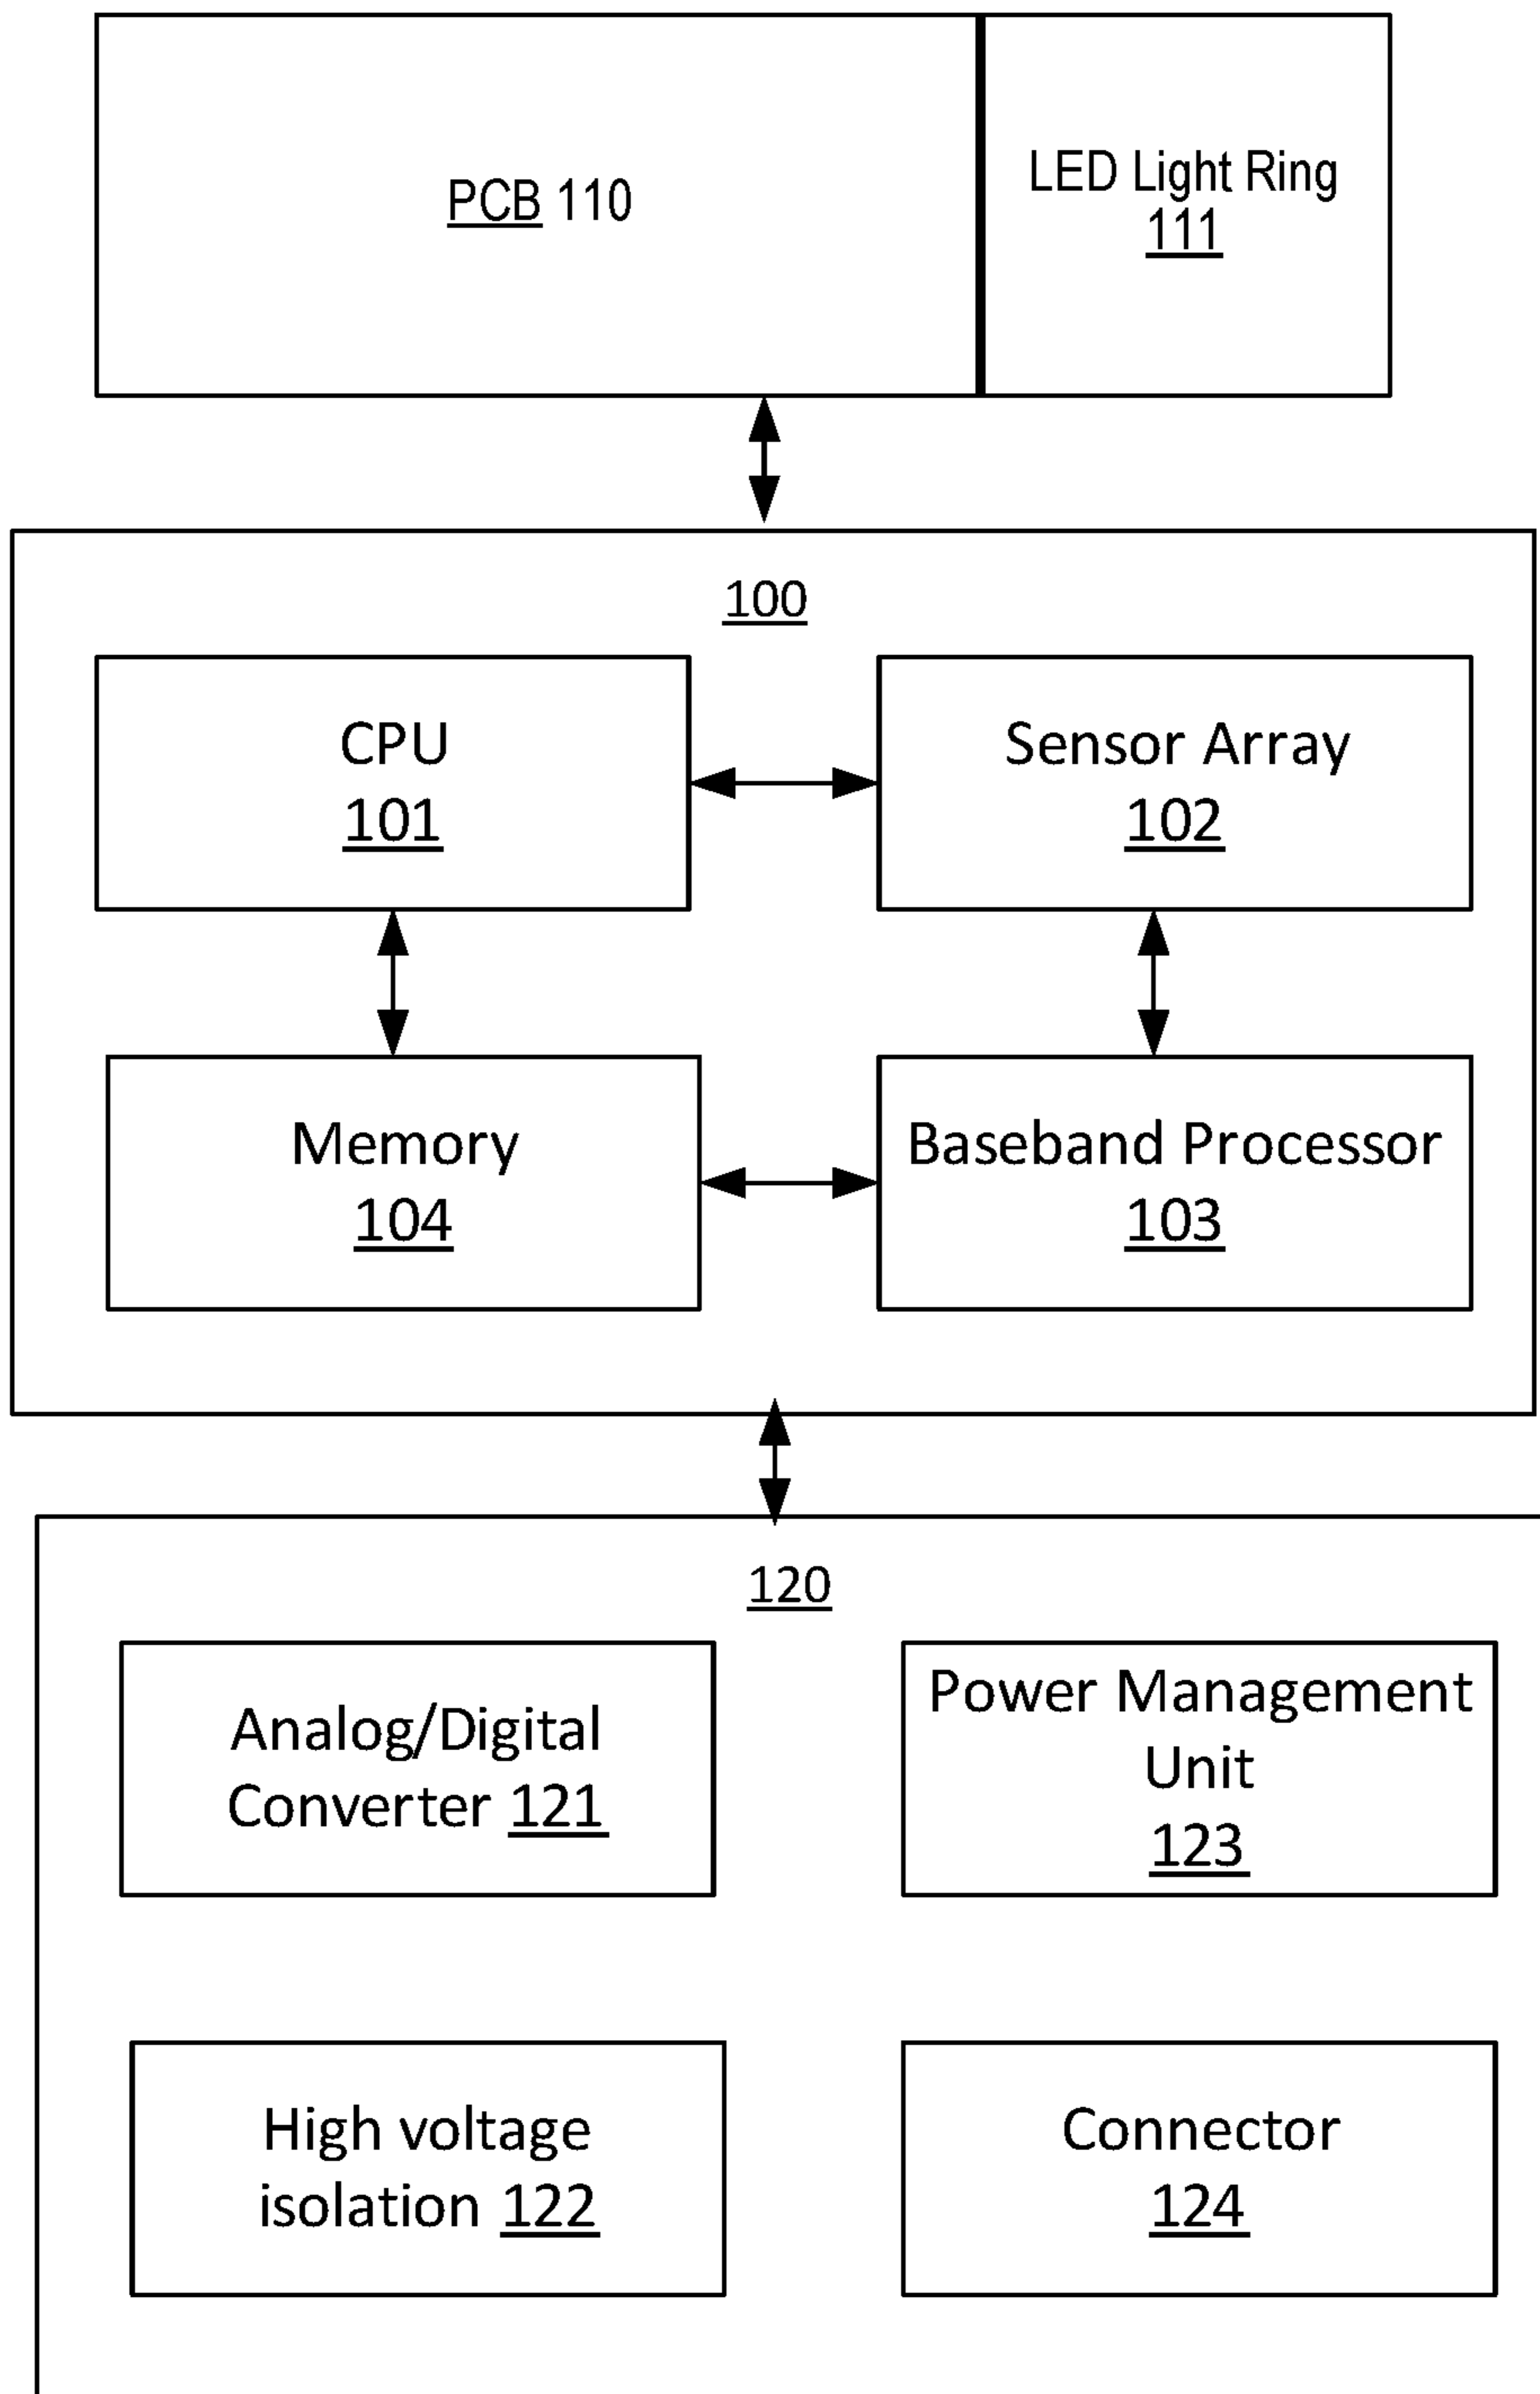 PCB 110
LED Light Ring
111
100
CPU
101
Sensor Array
102
Memory
104
Baseband Processor
103
120
Analog/Digital
Converter 121
Power Management
Unit
123
High voltage
isolation 122
Connector
124